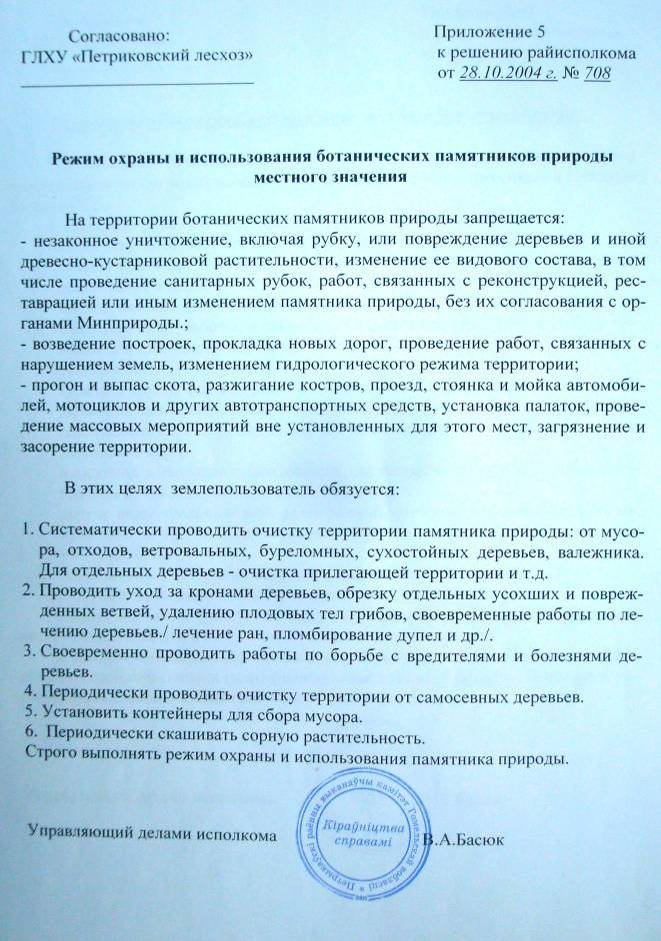 Согласовано:
ГЛХУ «Петриковский лесхоз»
Приложение 5
к решению райисполкома
от 28.10.2004 г. № 708
Режим охраны и использования ботанических памятников природы
местного значения
На территории ботанических памятников природы запрещается:
- незаконное уничтожение, включая рубку, или повреждение деревьев и иной
древесно-кустарниковой растительности, изменение ее видового состава, в том
числе проведение санитарных рубок, работ, связанных с реконструкцией, рес-
таврацией или иным изменением памятника природы, без их согласования с ор-
ганами Минприроды.;
- возведение построек, прокладка новых дорог, проведение работ, связанных с
нарушением земель, изменением гидрологического режима территории;
- прогон и выпас скота, разжигание костров, проезд, стоянка и мойка автомоби-
лей, мотоциклов и других автотранспортных средств, установка палаток, прове-
дение массовых мероприятий вне установленных для этого мест, загрязнение и
засорение территории.
В этих целях землепользователь обязуется:
1. Систематически проводить очистку территории памятника природы: от мусо-
ра, отходов, ветровальных, буреломных, сухостойных деревьев, валежника.
Для отдельных деревьев - очистка прилегающей территории и т.д.
2. Проводить уход за кронами деревьев, обрезку отдельных усохших и повреж-
денных ветвей, удалению плодовых тел грибов, своевременные работы по ле-
чению деревьев./ лечение ран, пломбирование дупел и др./.
3. Своевременно проводить работы по борьбе с вредителями и болезнями де-
ревьев.
4. Периодически проводить очистку территории от самосевных деревьев.
5. Установить контейнеры для сбора мусора.
6. Периодически скашивать сорную растительность.
Строго выполнять режим охраны и использования памятника природы.
Управляющий делами исполкома
В.А.Басюк
Петрыкаўскі раённы выканаўчы камітэт Гомельскай вобласці
Кіраўніцтва
справамі